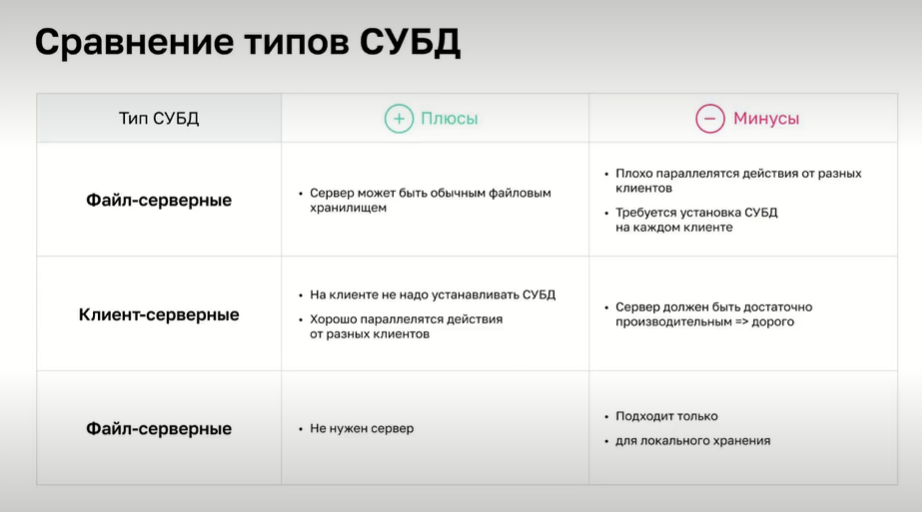 Сравнение типов СУБД
Тип СУБД
+ Плюсы
− Минусы
Файл-серверные
• Сервер может быть обычным файловым
хранилищем
• Плохо параллелятся действия от разных
клиентов
• Требуется установка СУБД
на каждом клиенте
Клиент-серверные
• На клиенте не надо устанавливать СУБД
• Хорошо параллелятся действия
от разных клиентов
• Сервер должен быть достаточно
производительным => дорого
Файл-серверные
• Не нужен сервер
• Подходит только
• для локального хранения